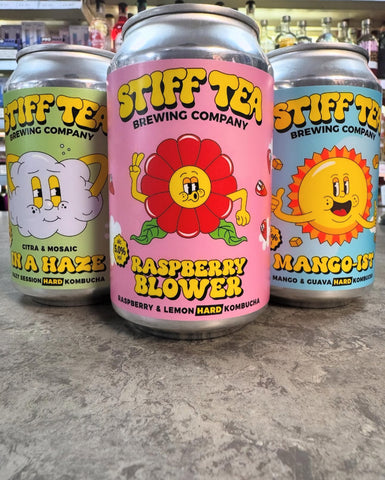 STIFF TEA
BREWING COMPANY
CITRA & MOSAIC
IN A HAZE
SESSION HARD KOMBUCHA
STIFF TEA
BREWING COMPANY
RASPBERRY
BLOWER
RASPBERRY & LEMON HARD KOMBUCHA
STIFF TEA
BREWING COMPANY
MANGO-IST
MANGO & GUAVA HARD KOMBUCHA